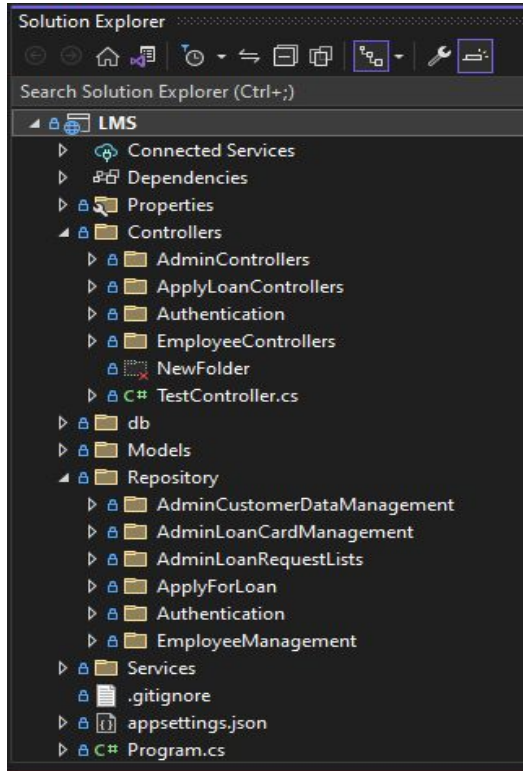 Solution Explorer
Search Solution Explorer (Ctrl+;)
LMS
Connected Services
Dependencies
Properties
Controllers
AdminControllers
ApplyLoanControllers
Authentication
EmployeeControllers
NewFolder
C# TestController.cs
db
Models
Repository
AdminCustomerDataManagement
AdminLoanCardManagement
AdminLoanRequestLists
ApplyForLoan
Authentication
EmployeeManagement
Services
.gitignore
appsettings.json
C# Program.cs